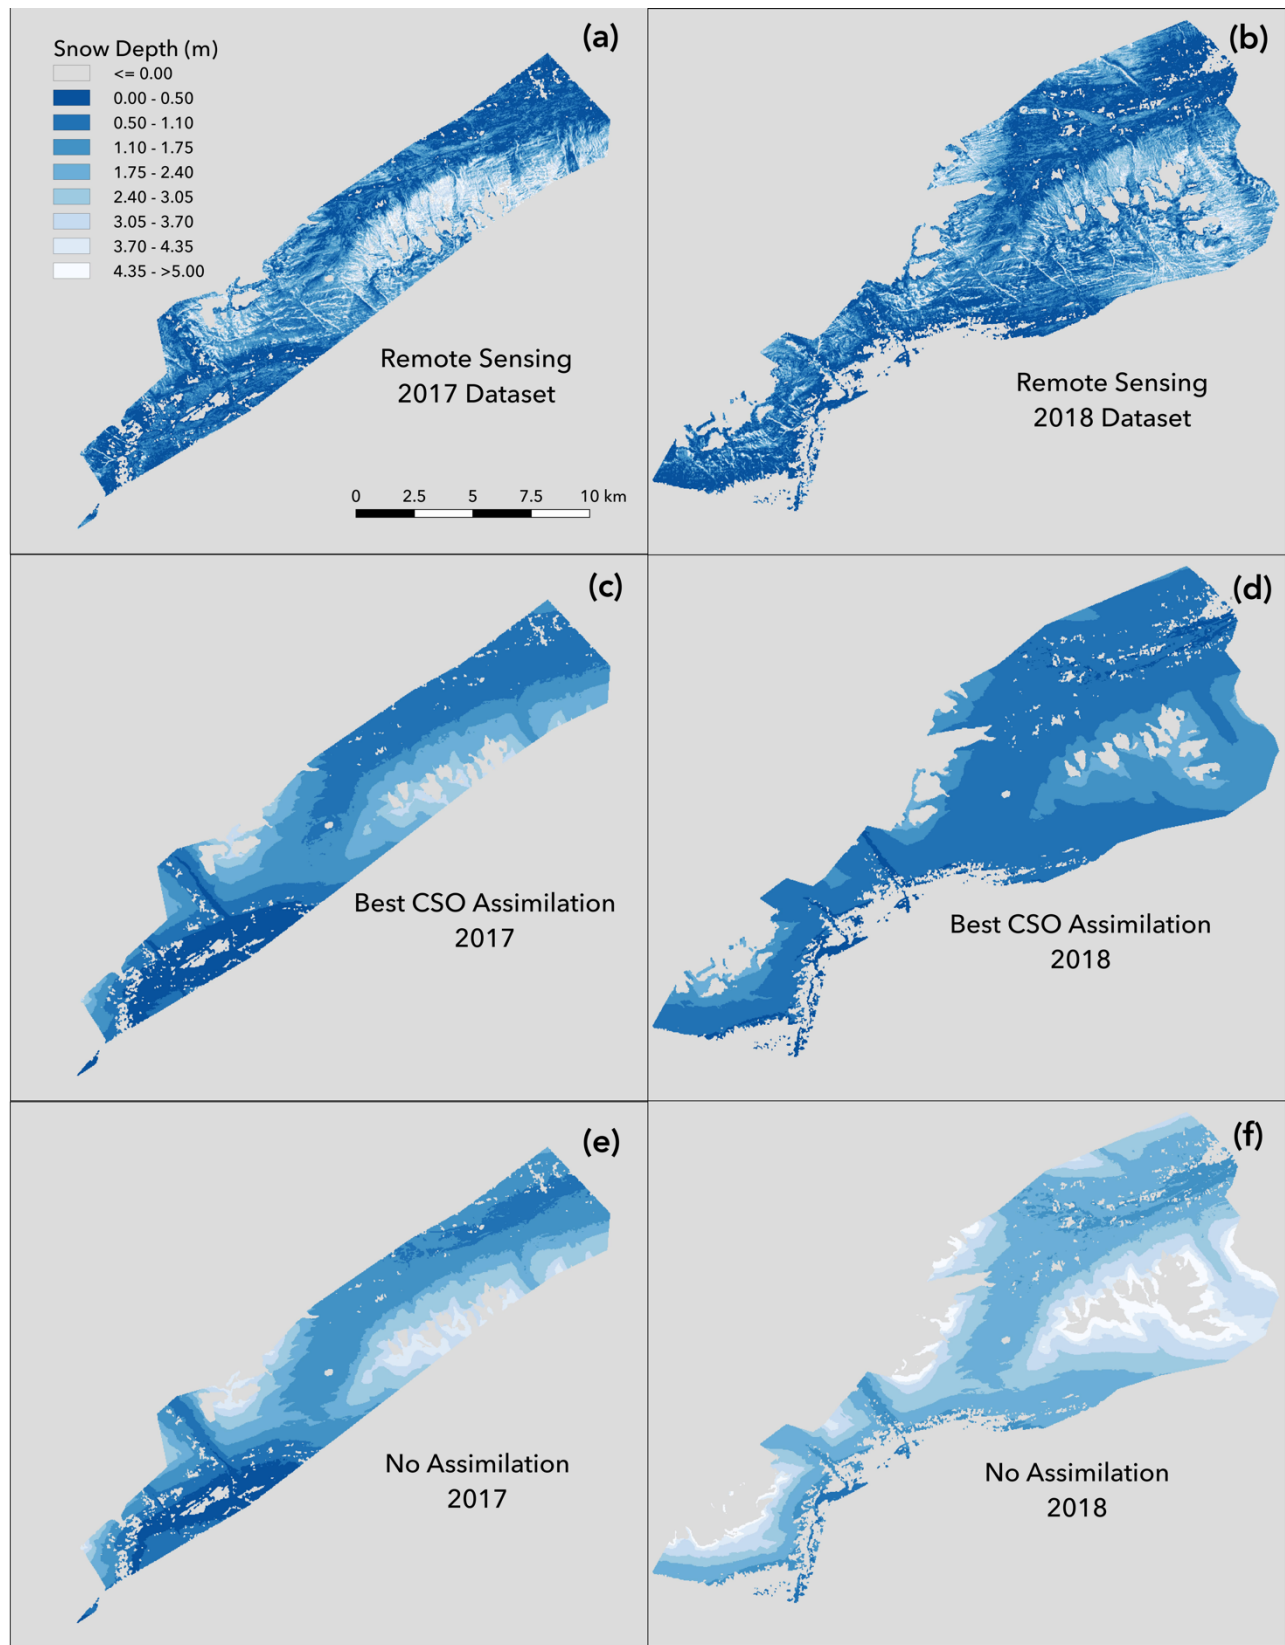 (a)
Snow Depth (m)
<= 0.00
0.00 - 0.50
0.50 - 1.10
1.10 - 1.75
1.75 - 2.40
2.40 - 3.05
3.05 - 3.70
3.70 - 4.35
4.35 - >5.00
Remote Sensing
2017 Dataset
0 2.5 5 7.5 10 km
(b)
Remote Sensing
2018 Dataset
(c)
Best CSO Assimilation
2017
(d)
Best CSO Assimilation
2018
(e)
No Assimilation
2017
(f)
No Assimilation
2018